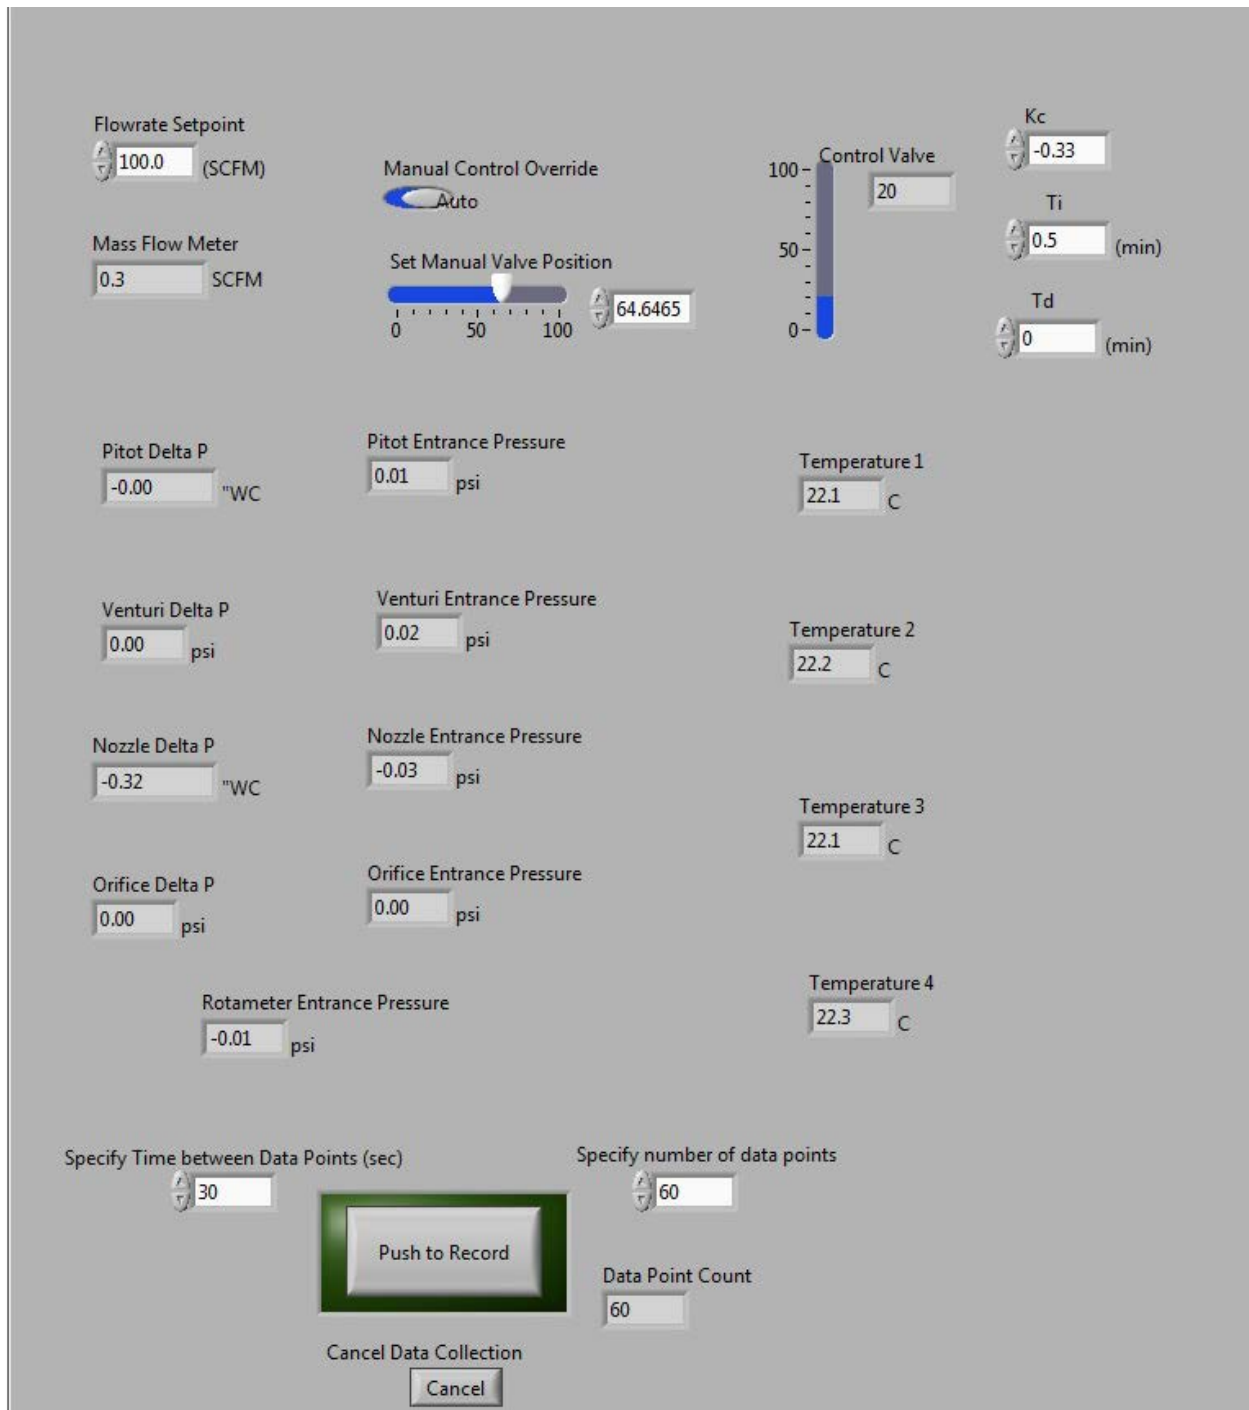 Flowrate Setpoint
100.0 (SCFM)
Mass Flow Meter
0.3 SCFM
Manual Control Override
Auto
Set Manual Valve Position
0 50 100
64.6465
Control Valve
20
100
50
0
Kc
-0.33
Ti
0.5 (min)
Td
0 (min)
Pitot Delta P
-0.00 "WC
Pitot Entrance Pressure
0.01 psi
Temperature 1
22.1 C
Venturi Delta P
0.00 psi
Venturi Entrance Pressure
0.02 psi
Temperature 2
22.2 C
Nozzle Delta P
-0.32 "WC
Nozzle Entrance Pressure
-0.03 psi
Temperature 3
22.1 C
Orifice Delta P
0.00 psi
Orifice Entrance Pressure
0.00 psi
Temperature 4
22.3 C
Rotameter Entrance Pressure
-0.01 psi
Specify Time between Data Points (sec)
30
Specify number of data points
60
Push to Record
Data Point Count
60
Cancel Data Collection
Cancel